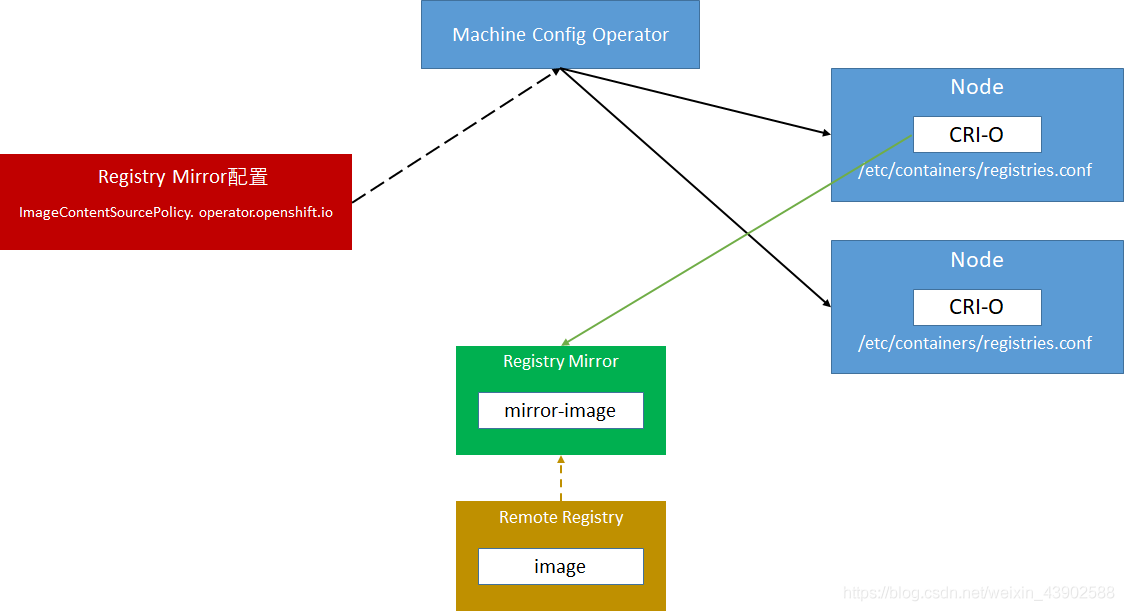 Machine Config Operator
Node
CRI-O
/etc/containers/registries.conf
Registry Mirror配置
ImageContentSourcePolicy. operator.openshift.io
Node
CRI-O
/etc/containers/registries.conf
Registry Mirror
mirror-image
Remote Registry
image
https://blog.csdn.net/weixin_43902588